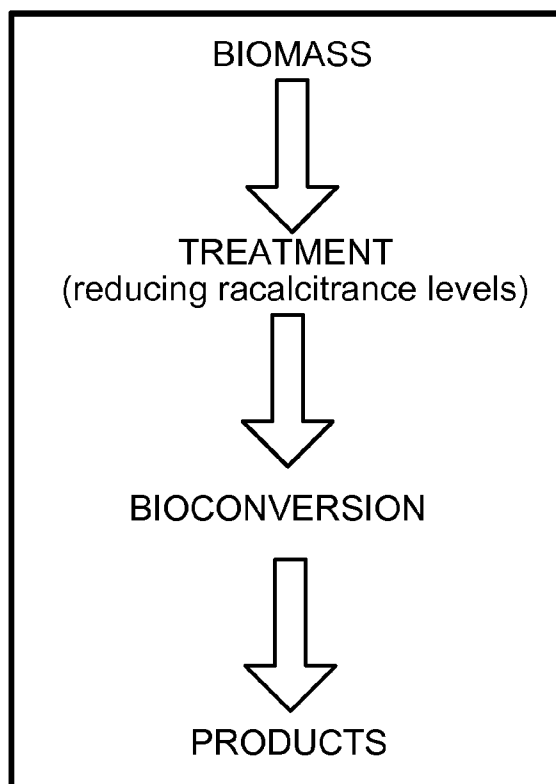 BIOMASS
TREATMENT
(reducing racalcitrance levels)
BIOCONVERSION
PRODUCTS